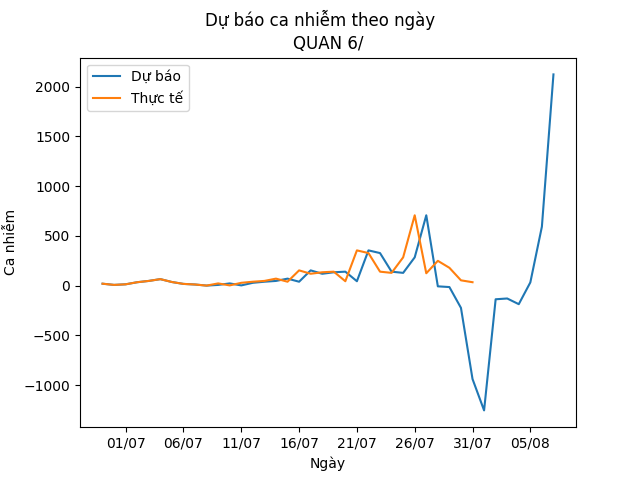 Dự báo ca nhiễm theo ngày
QUAN 6/
Dự báo
Thực tế
Ca nhiễm
2000
1500
1000
500
0
−500
−1000
01/07 06/07 11/07 16/07 21/07 26/07 31/07 05/08
Ngày